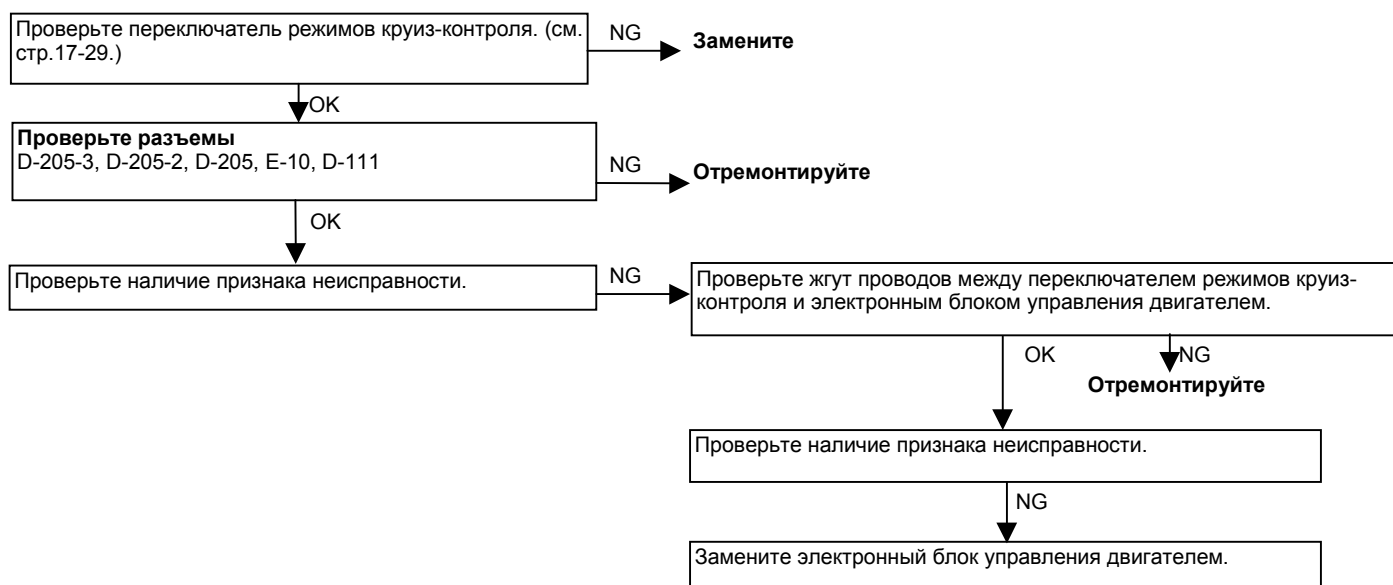 Проверьте переключатель режимов круиз-контроля. (см.
стр.17-29.)
NG
Замените
OK
Проверьте разъемы
D-205-3, D-205-2, D-205, E-10, D-111
NG
Отремонтируйте
OK
Проверьте наличие признака неисправности.
NG
Проверьте жгут проводов между переключателем режимов круиз-
контроля и электронным блоком управления двигателем.
OK
NG
Отремонтируйте
Проверьте наличие признака неисправности.
NG
Замените электронный блок управления двигателем.